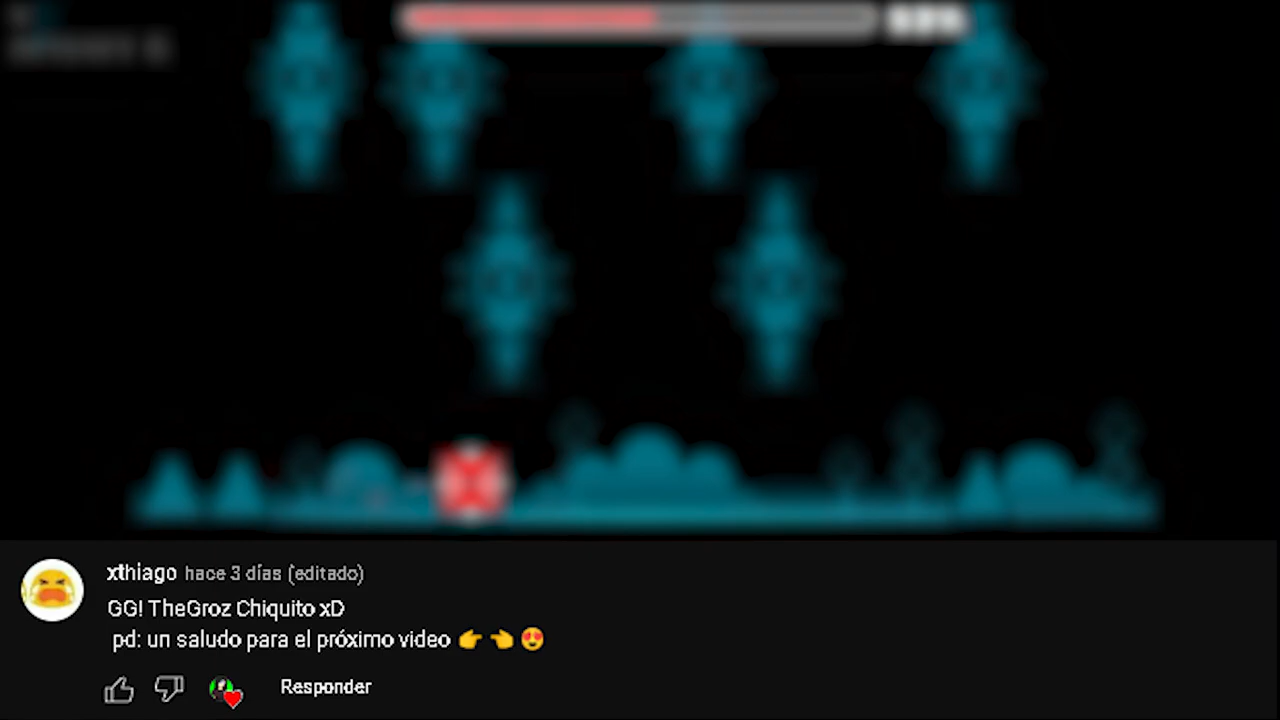 xthiago hace 3 días (editado)
GG! TheGroz Chiquito xD
pd: un saludo para el próximo video 👉 👈 😍
Responder